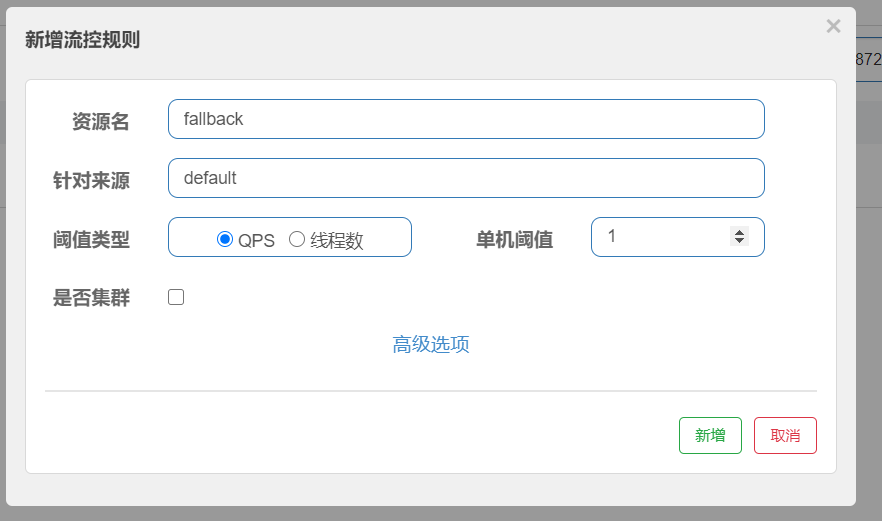 新增流控规则
×
872
资源名 fallback
针对来源 default
阈值类型 QPS 线程数 单机阈值 1
是否集群
高级选项
新增 取消